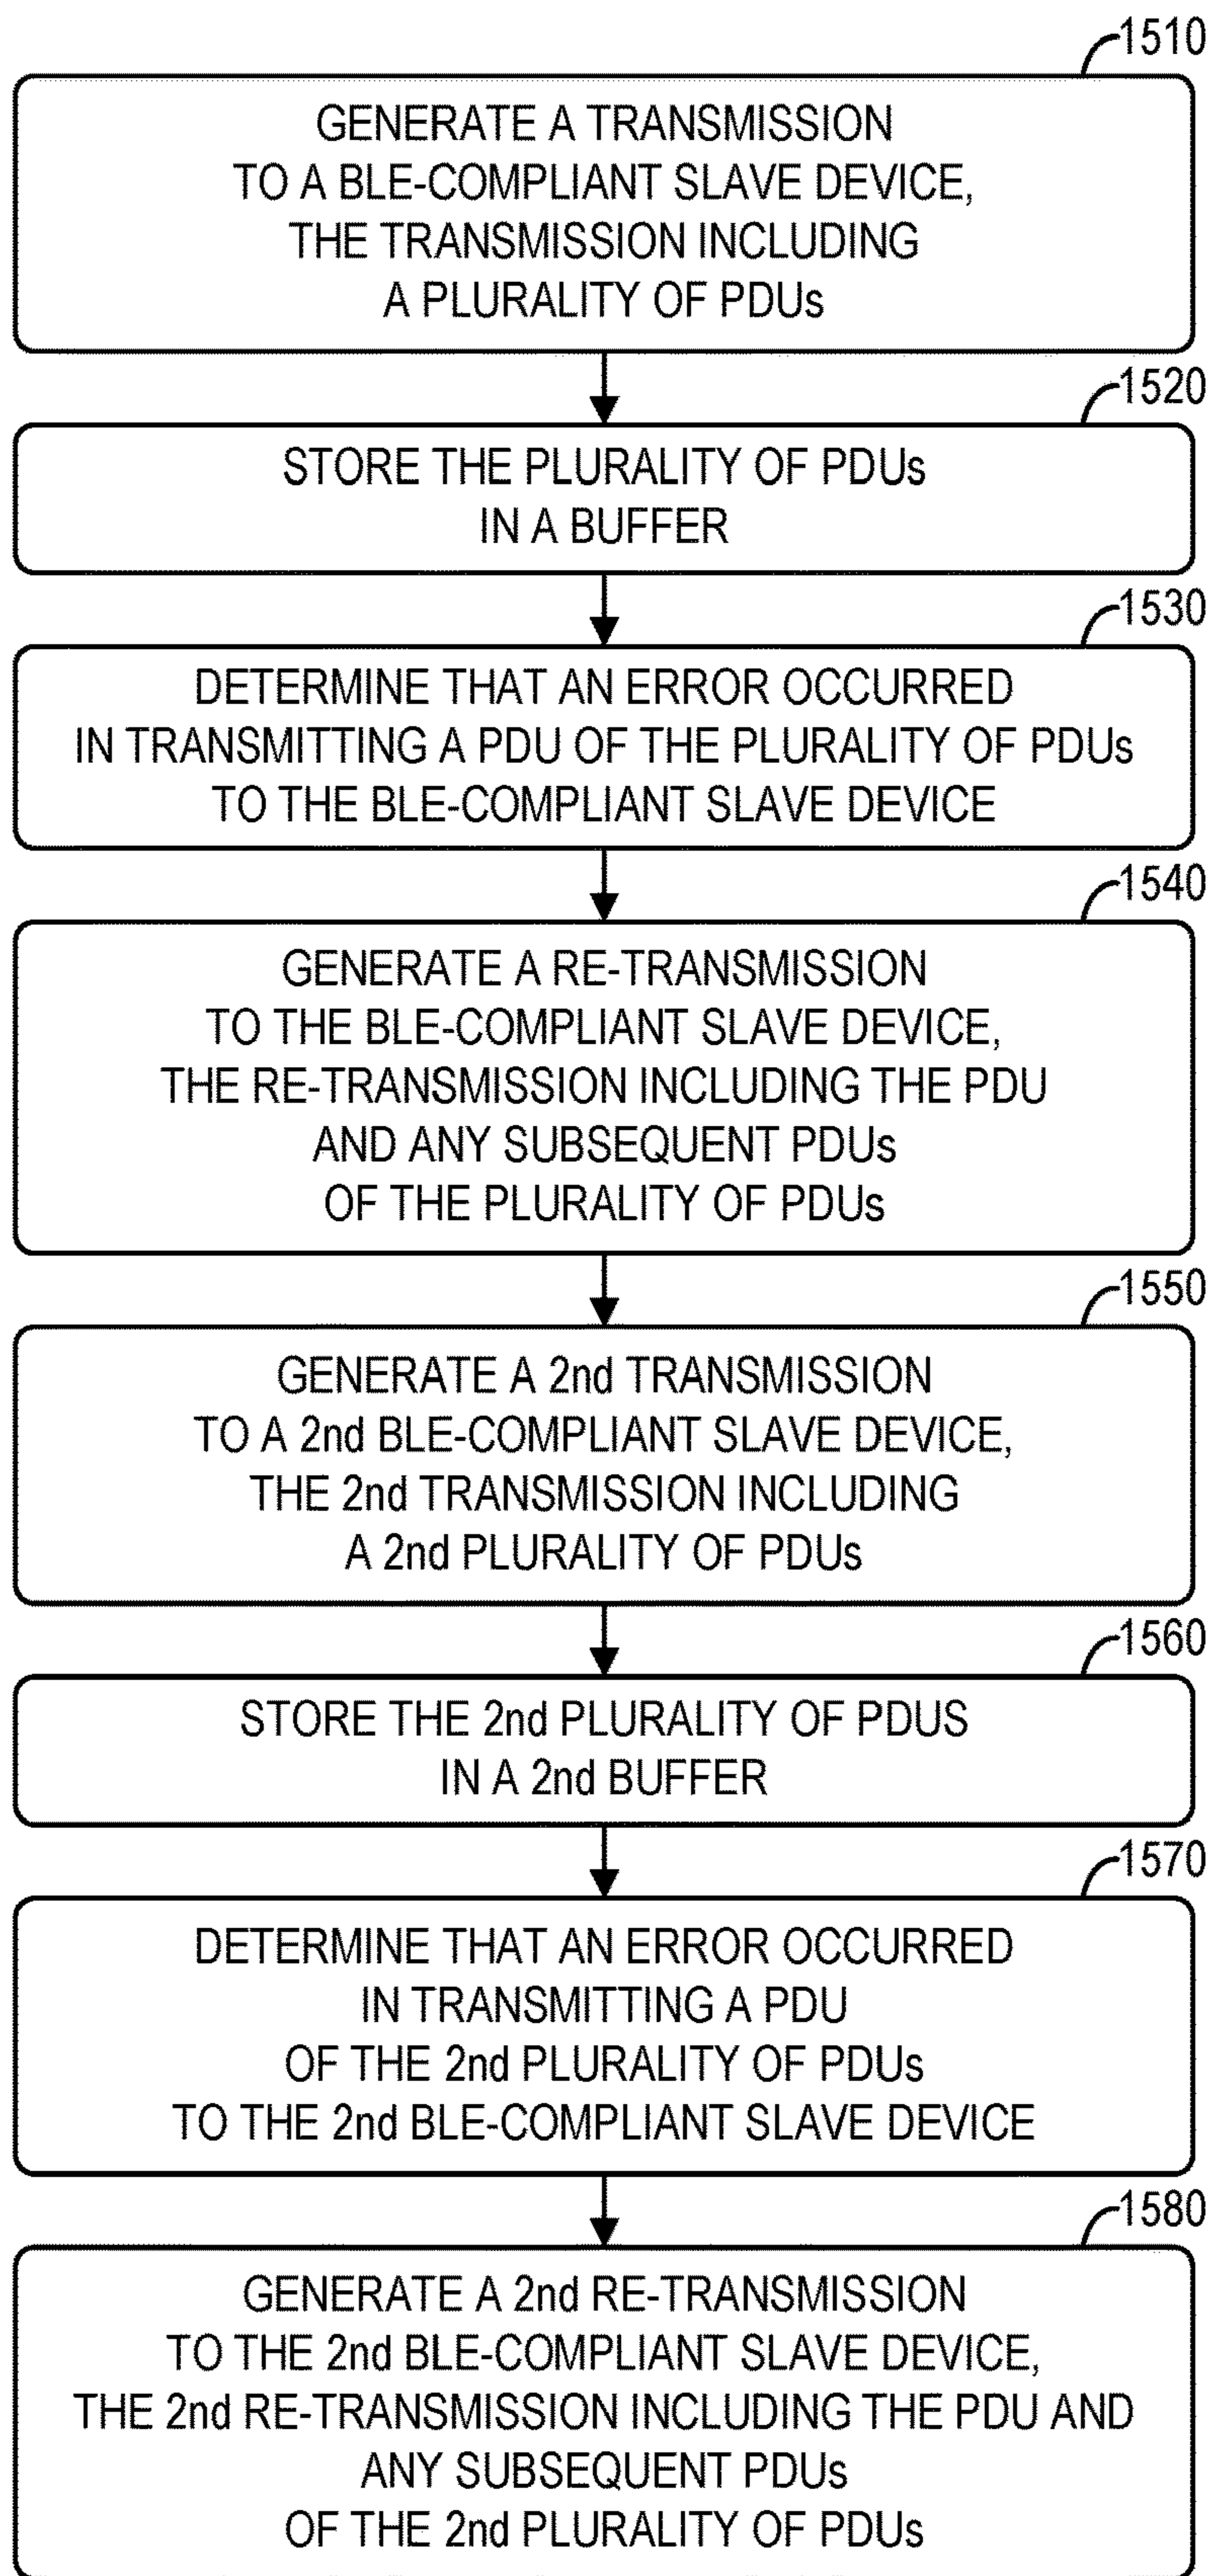 1510
GENERATE A TRANSMISSION
TO A BLE-COMPLIANT SLAVE DEVICE,
THE TRANSMISSION INCLUDING
A PLURALITY OF PDUs
1520
STORE THE PLURALITY OF PDUs
IN A BUFFER
1530
DETERMINE THAT AN ERROR OCCURRED
IN TRANSMITTING A PDU OF THE PLURALITY OF PDUs
TO THE BLE-COMPLIANT SLAVE DEVICE
1540
GENERATE A RE-TRANSMISSION
TO THE BLE-COMPLIANT SLAVE DEVICE,
THE RE-TRANSMISSION INCLUDING THE PDU
AND ANY SUBSEQUENT PDUs
OF THE PLURALITY OF PDUs
1550
GENERATE A 2nd TRANSMISSION
TO A 2nd BLE-COMPLIANT SLAVE DEVICE,
THE 2nd TRANSMISSION INCLUDING
A 2nd PLURALITY OF PDUs
1560
STORE THE 2nd PLURALITY OF PDUS
IN A 2nd BUFFER
1570
DETERMINE THAT AN ERROR OCCURRED
IN TRANSMITTING A PDU
OF THE 2nd PLURALITY OF PDUs
TO THE 2nd BLE-COMPLIANT SLAVE DEVICE
1580
GENERATE A 2nd RE-TRANSMISSION
TO THE 2nd BLE-COMPLIANT SLAVE DEVICE,
THE 2nd RE-TRANSMISSION INCLUDING THE PDU AND
ANY SUBSEQUENT PDUs
OF THE 2nd PLURALITY OF PDUs